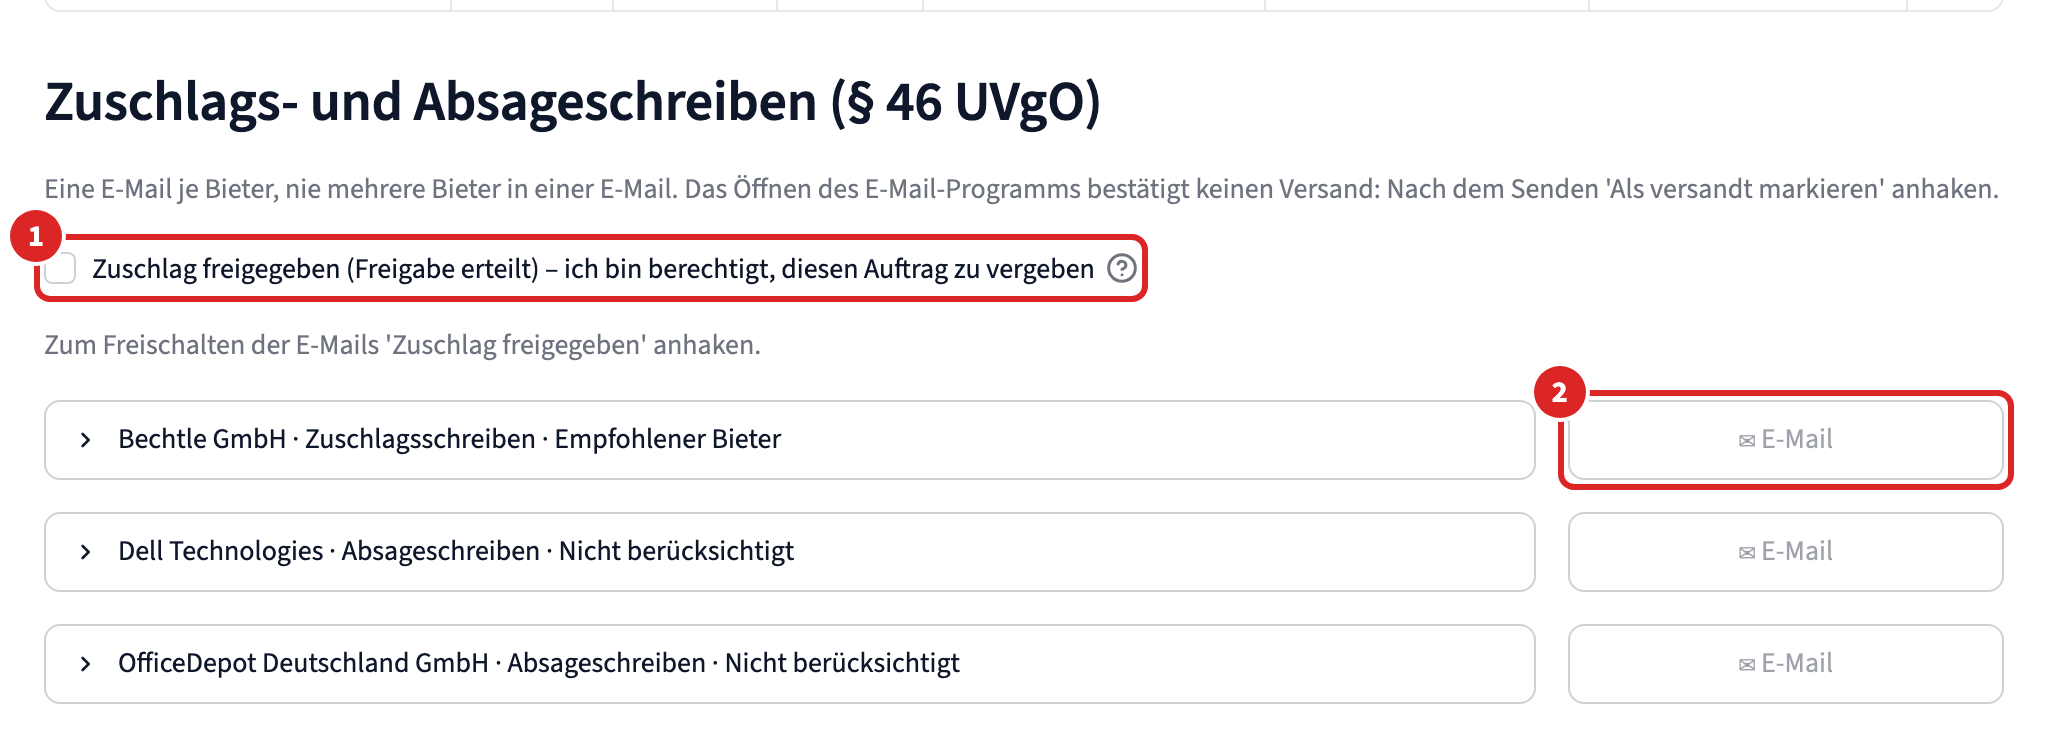 Zuschlags- und Absageschreiben (§ 46 UVgO)
Eine E-Mail je Bieter, nie mehrere Bieter in einer E-Mail. Das Öffnen des E-Mail-Programms bestätigt keinen Versand: Nach dem Senden 'Als versandt markieren' anhaken.
1
Zuschlag freigegeben (Freigabe erteilt) – ich bin berechtigt, diesen Auftrag zu vergeben ?
Zum Freischalten der E-Mails 'Zuschlag freigegeben' anhaken.
2
Bechtle GmbH · Zuschlagsschreiben · Empfohlener Bieter
✉ E-Mail
Dell Technologies · Absageschreiben · Nicht berücksichtigt
✉ E-Mail
OfficeDepot Deutschland GmbH · Absageschreiben · Nicht berücksichtigt
✉ E-Mail